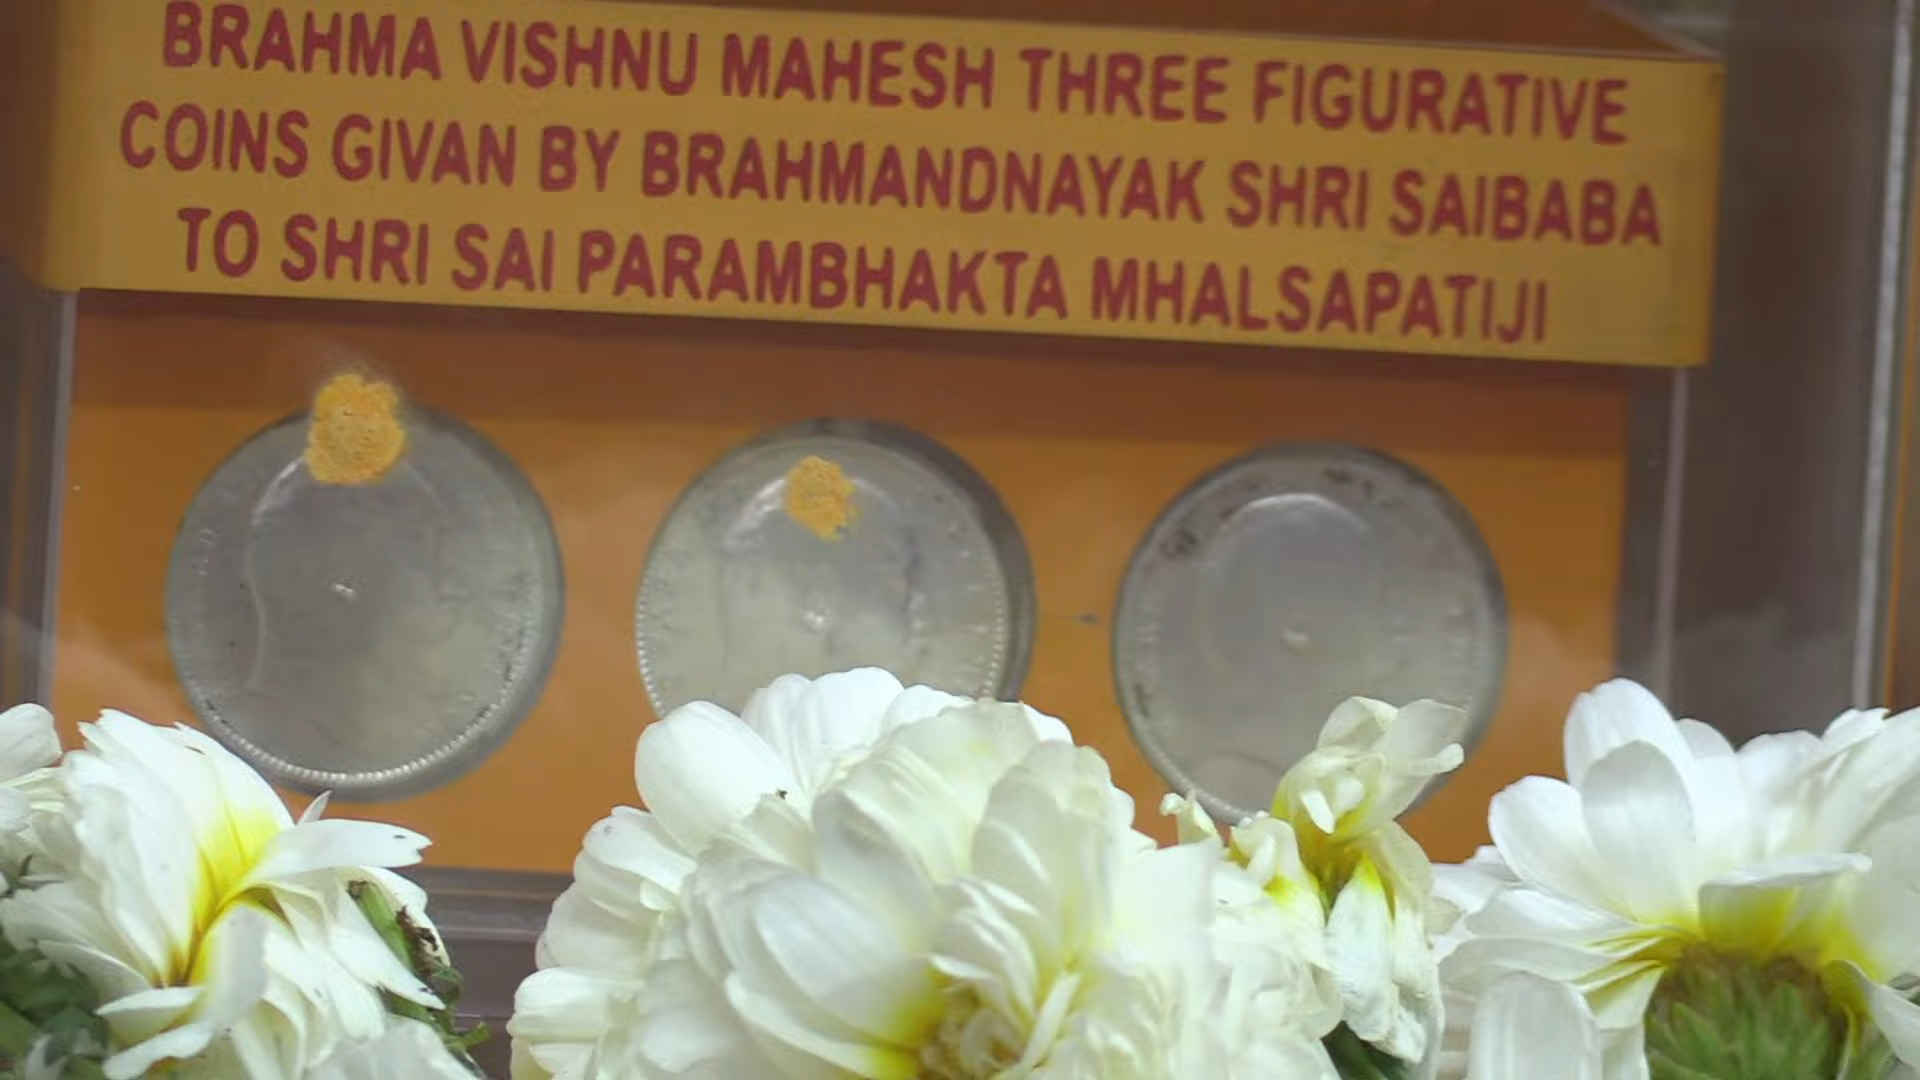 BRAHMA VISHNU MAHESH THREE FIGURATIVE
COINS GIVAN BY BRAHMANDNAYAK SHRI SAIBABA
TO SHRI SAI PARAMBHAKTA MHALSAPATIJI